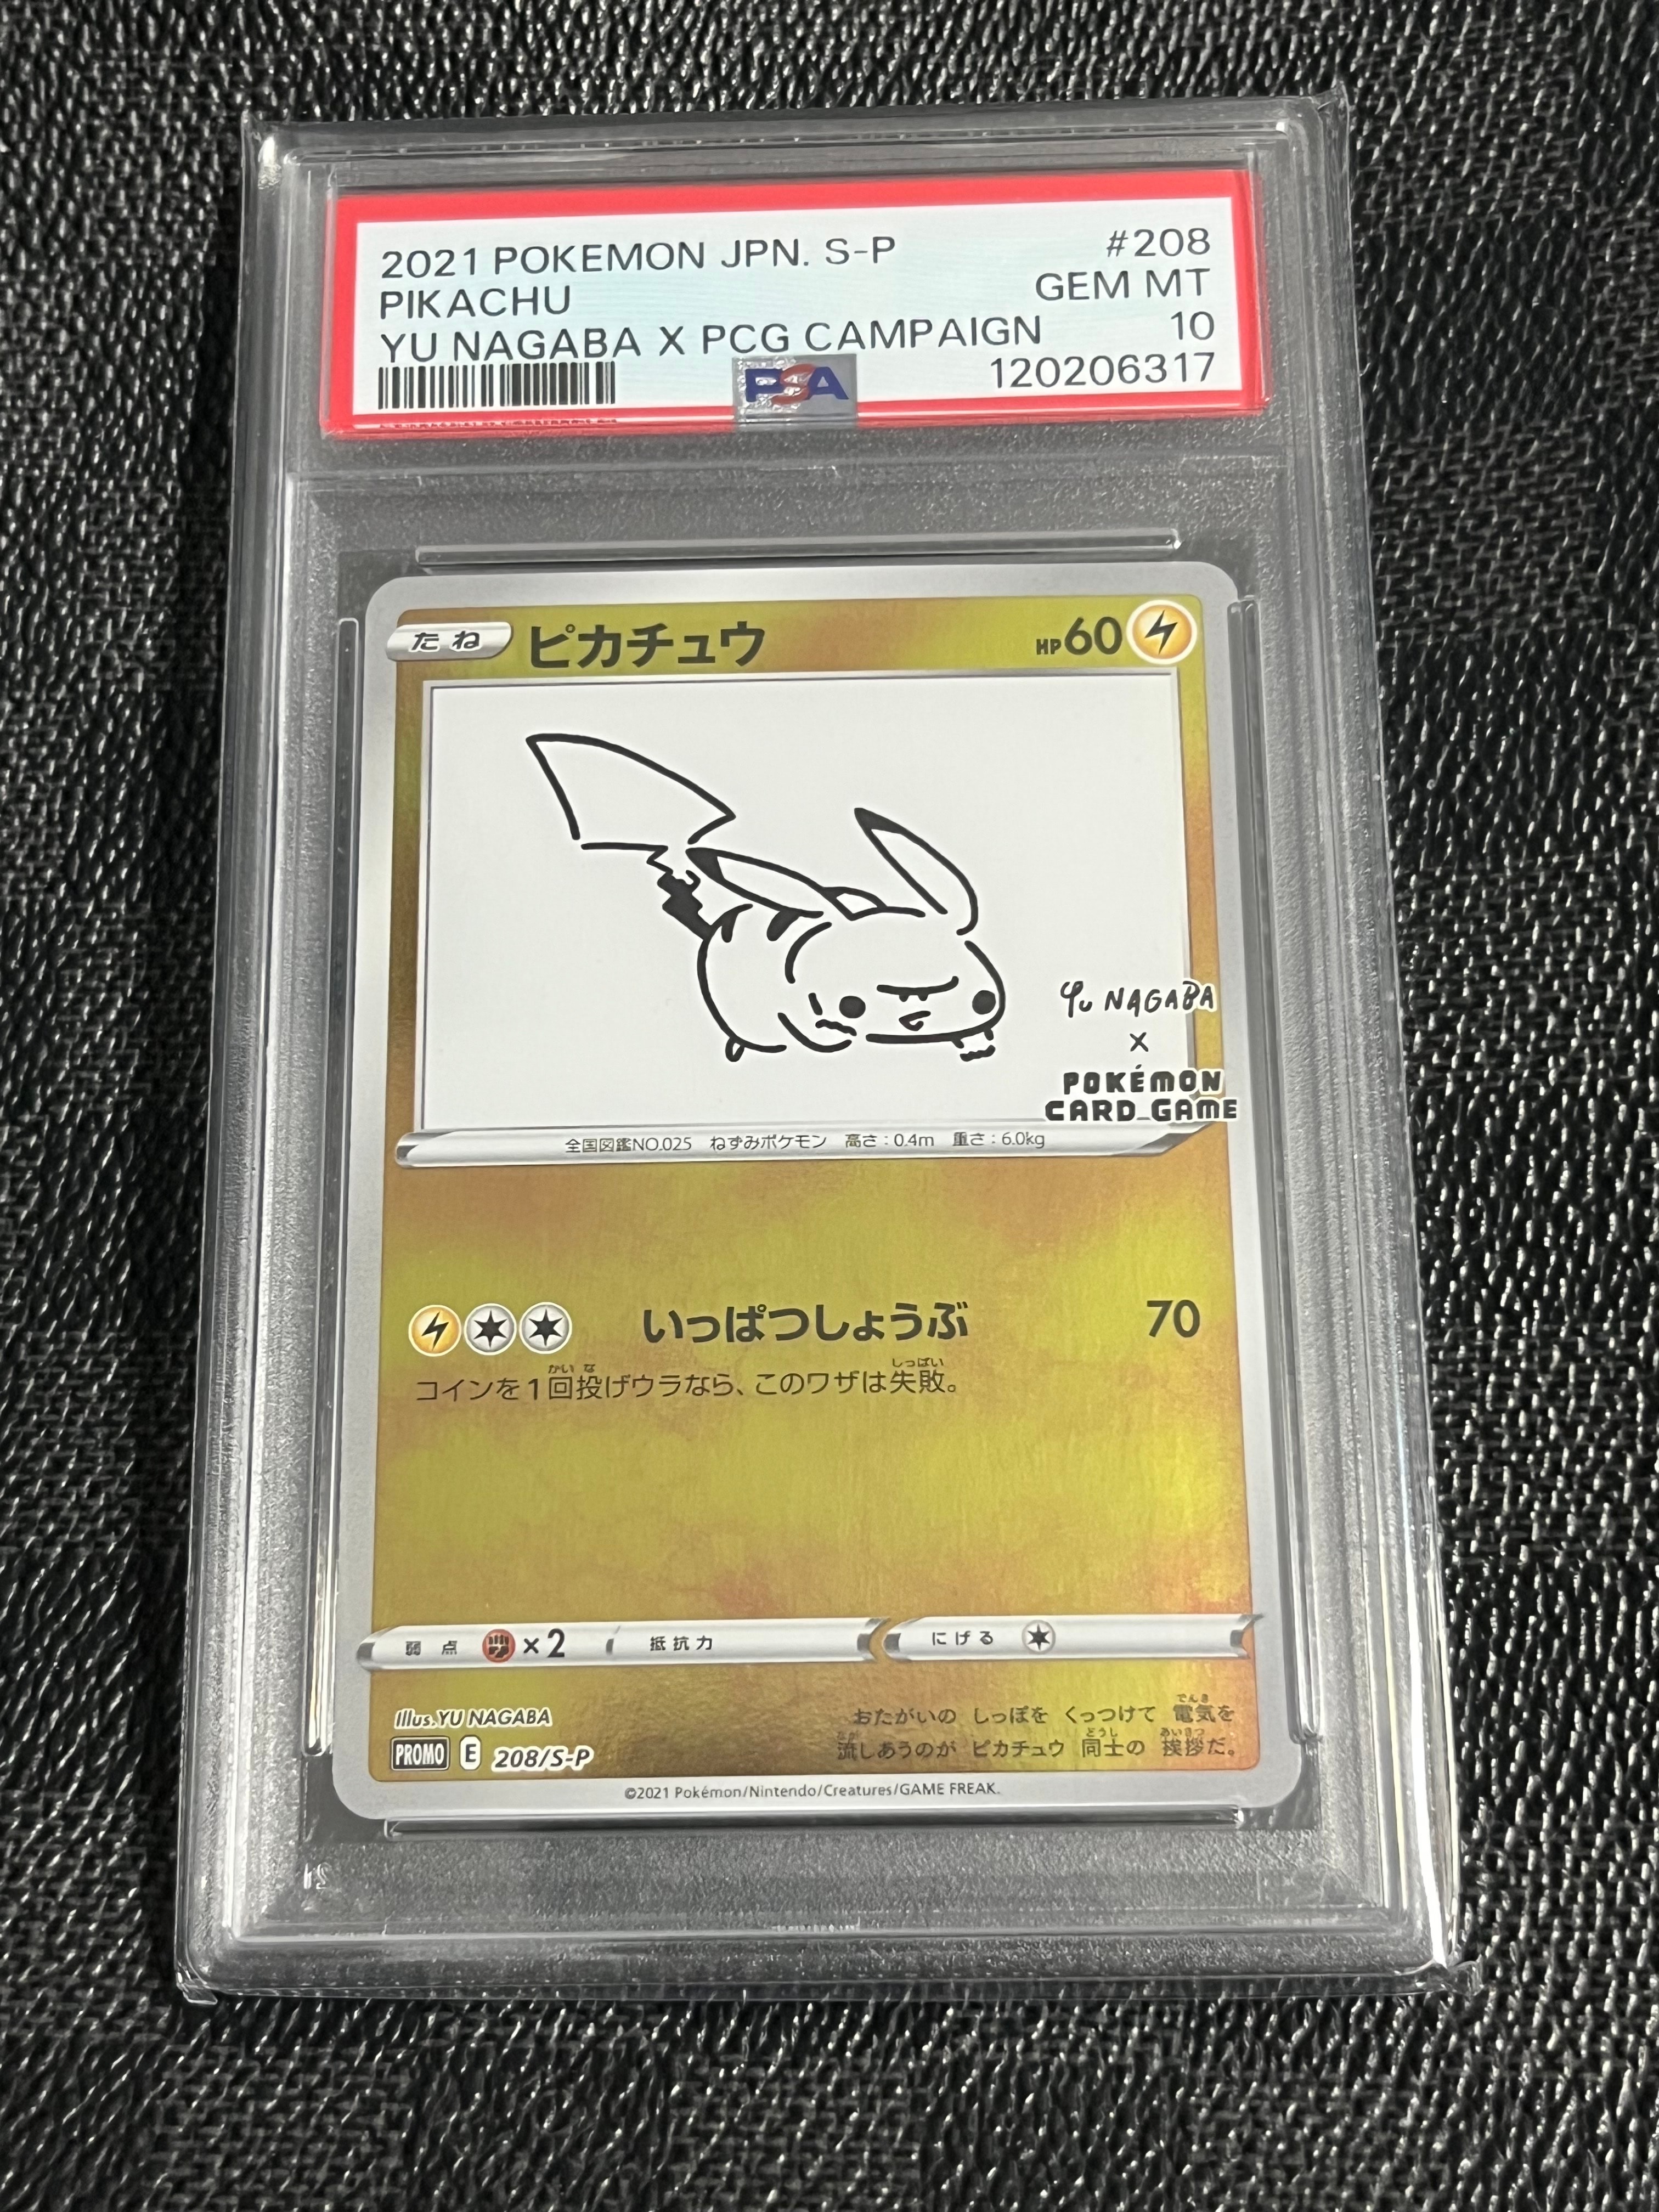 2021 POKEMON JPN. S-P #208
PIKACHU GEM MT
YU NAGABA X PCG CAMPAIGN 10
PSA 120206317
たね ピカチュウ HP60
YU NAGABA
×
POKÉMON
CARD GAME
全国図鑑NO.025 ねずみポケモン 高さ:0.4m 重さ:6.0kg
いっぱつしょうぶ 70
コインを1回投げウラなら、このワザは失敗。
弱点 ×2 抵抗力 にげる
Illus.YU NAGABA
PROMO E 208/S-P
おたがいの しっぽを くっつけて 電気を
流しあうのが ピカチュウ 同士の 挨拶だ。
©2021 Pokémon/Nintendo/Creatures/GAME FREAK.